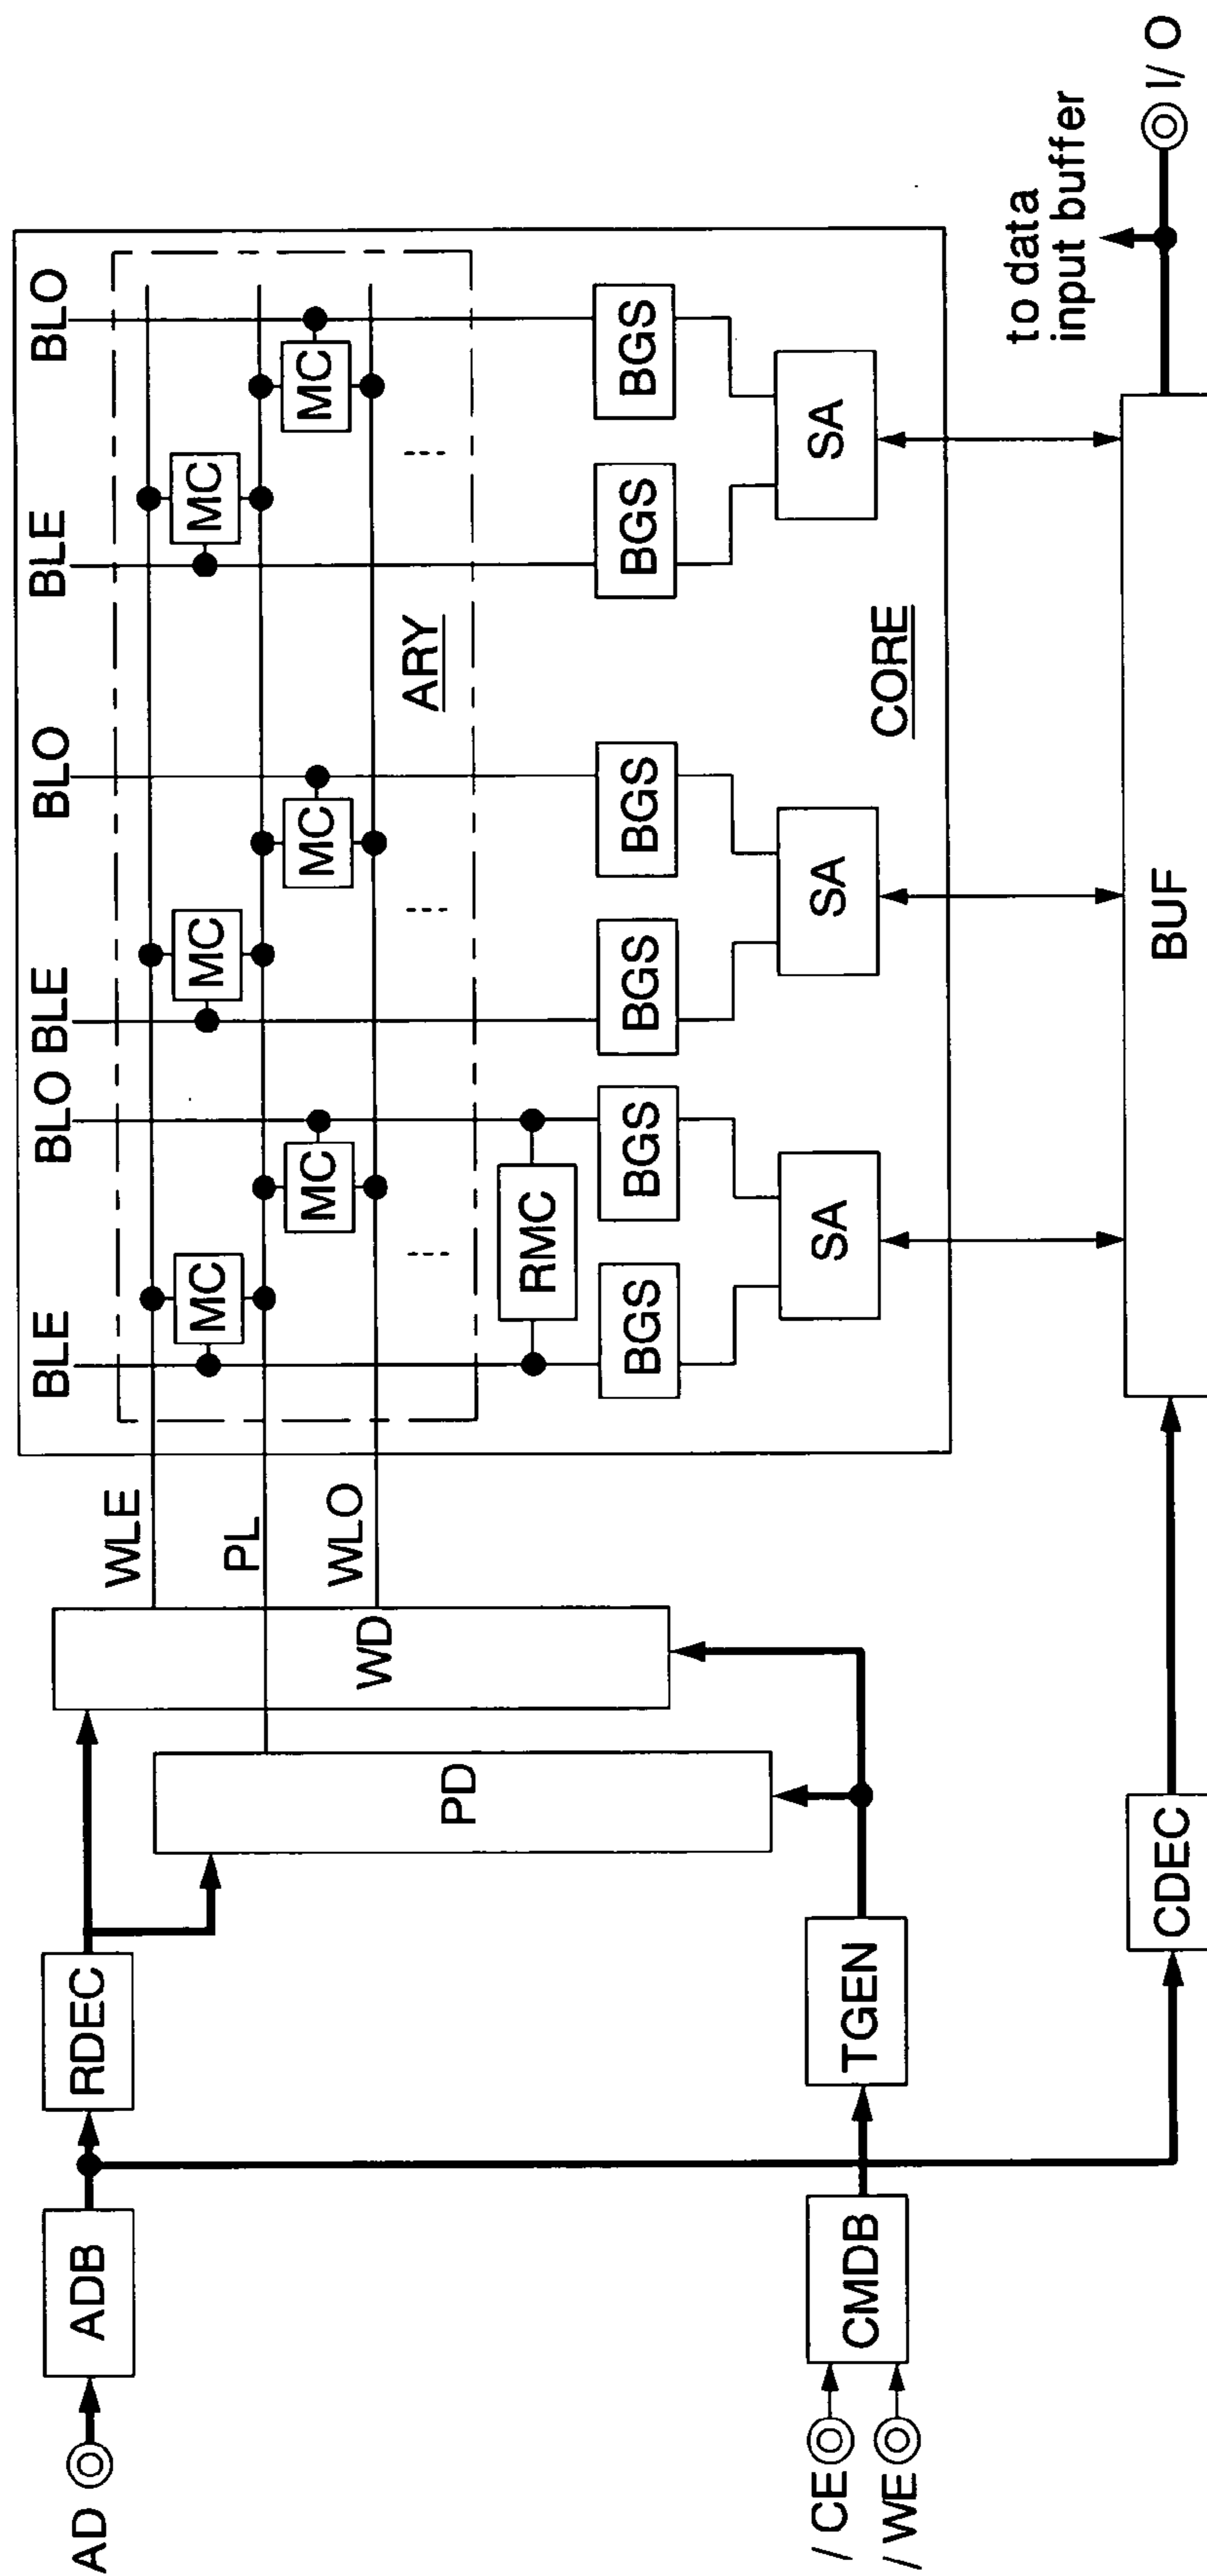 BLE
BLO
BLE
BLO
BLE
BLO
WLE
MC
MC
MC
AD
ADB
RDEC
PL
MC
MC
MC
WD
WLO
PD
ARY
RMC
BGS
BGS
BGS
BGS
BGS
BGS
SA
SA
SA
/ CE
/ WE
CMDB
TGEN
CORE
to data
input buffer
CDEC
BUF
I/O